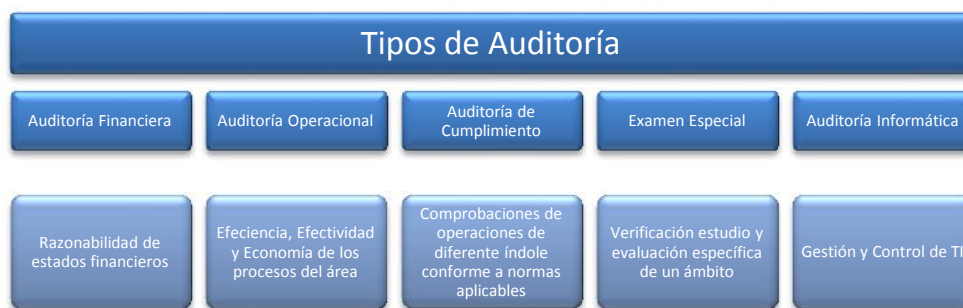 Tipos de Auditoría
Auditoría Financiera
Auditoría Operacional
Auditoría de
Cumplimiento
Examen Especial
Auditoría Informática
Razonabilidad de
estados financieros
Efeciencia, Efectividad
y Economía de los
procesos del área
Comprobaciones de
operaciones de
diferente índole
conforme a normas
aplicables
Verificación estudio y
evaluación específica
de un ámbito
Gestión y Control de TI